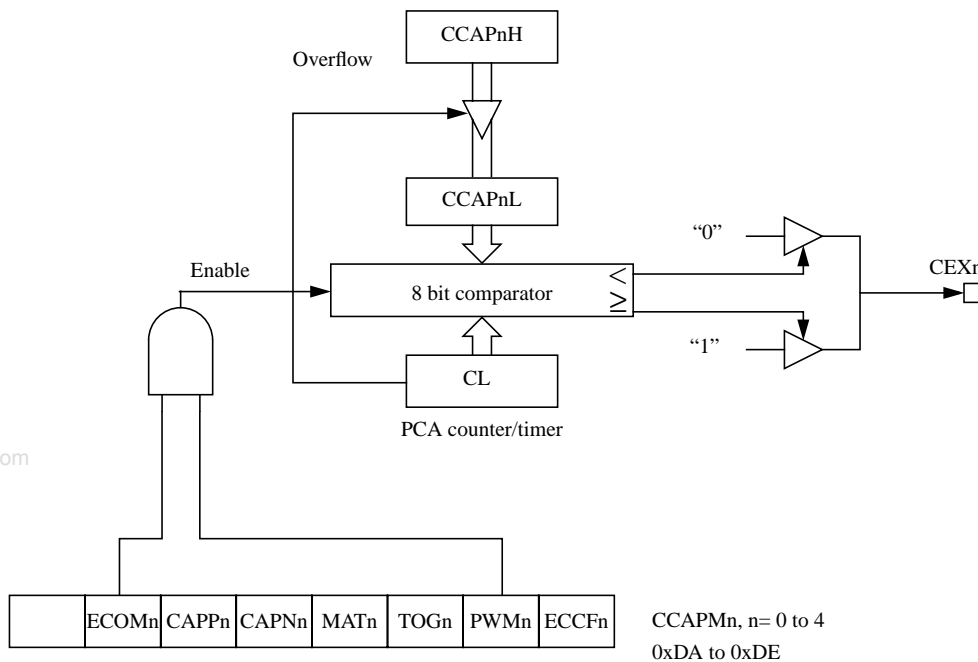 CCAPnH
Overflow
CCAPnL
“0”
Enable
8 bit comparator
<
≥
CEXn
“1”
CL
PCA counter/timer
om
ECOMn CAPPn CAPNn MATn TOGn PWMn ECCFn
CCAPMn, n= 0 to 4
0xDA to 0xDE